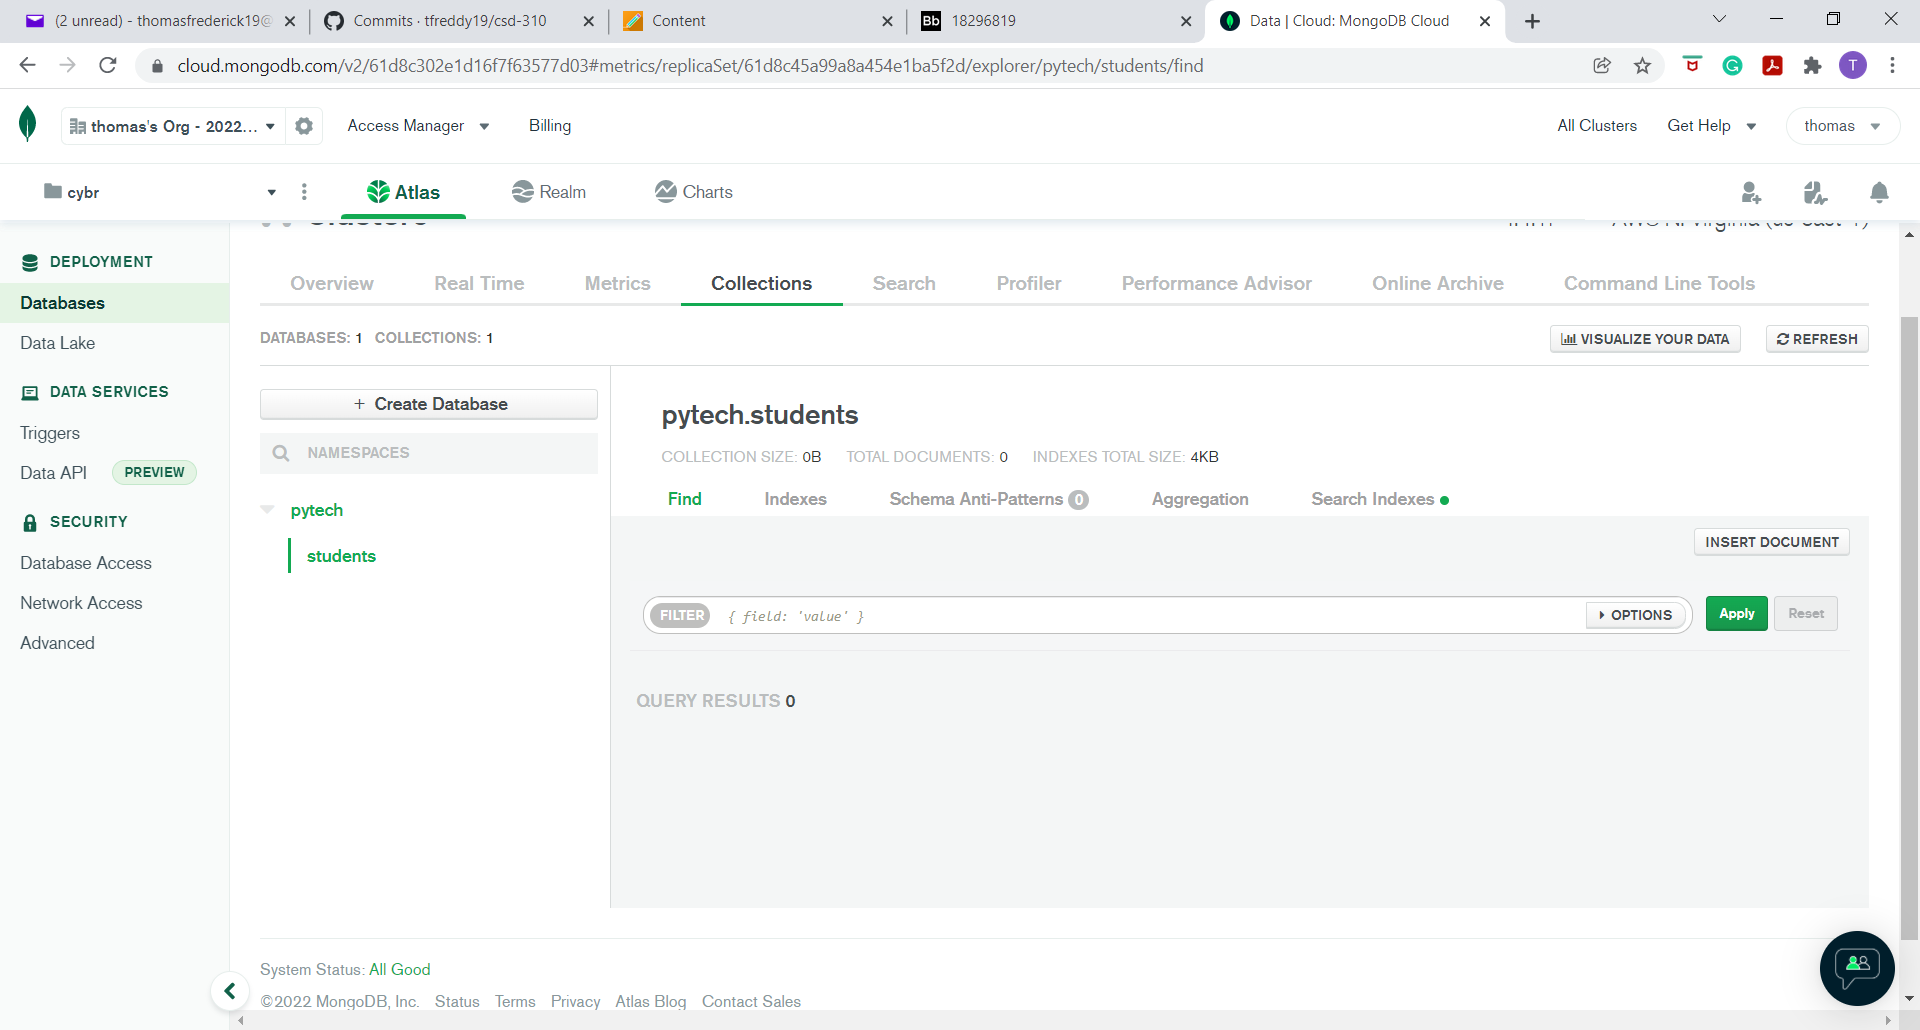 (2 unread) - thomasfrederick19@
Commits · tfreddy19/csd-310
Content
Bb 18296819
Data | Cloud: MongoDB Cloud
cloud.mongodb.com/v2/61d8c302e1d16f7f63577d03#metrics/replicaSet/61d8c45a99a8a454e1ba5f2d/explorer/pytech/students/find
T
thomas's Org - 2022...
Access Manager
Billing
All Clusters
Get Help
thomas
cybr
Atlas
Realm
Charts
DEPLOYMENT
Databases
Data Lake
DATA SERVICES
Triggers
Data API PREVIEW
SECURITY
Database Access
Network Access
Advanced
Overview
Real Time
Metrics
Collections
Search
Profiler
Performance Advisor
Online Archive
Command Line Tools
DATABASES: 1 COLLECTIONS: 1
VISUALIZE YOUR DATA
REFRESH
+ Create Database
NAMESPACES
pytech
students
pytech.students
COLLECTION SIZE: 0B TOTAL DOCUMENTS: 0 INDEXES TOTAL SIZE: 4KB
Find
Indexes
Schema Anti-Patterns 0
Aggregation
Search Indexes
INSERT DOCUMENT
FILTER { field: 'value' }
OPTIONS
Apply
Reset
QUERY RESULTS 0
System Status: All Good
©2022 MongoDB, Inc. Status Terms Privacy Atlas Blog Contact Sales